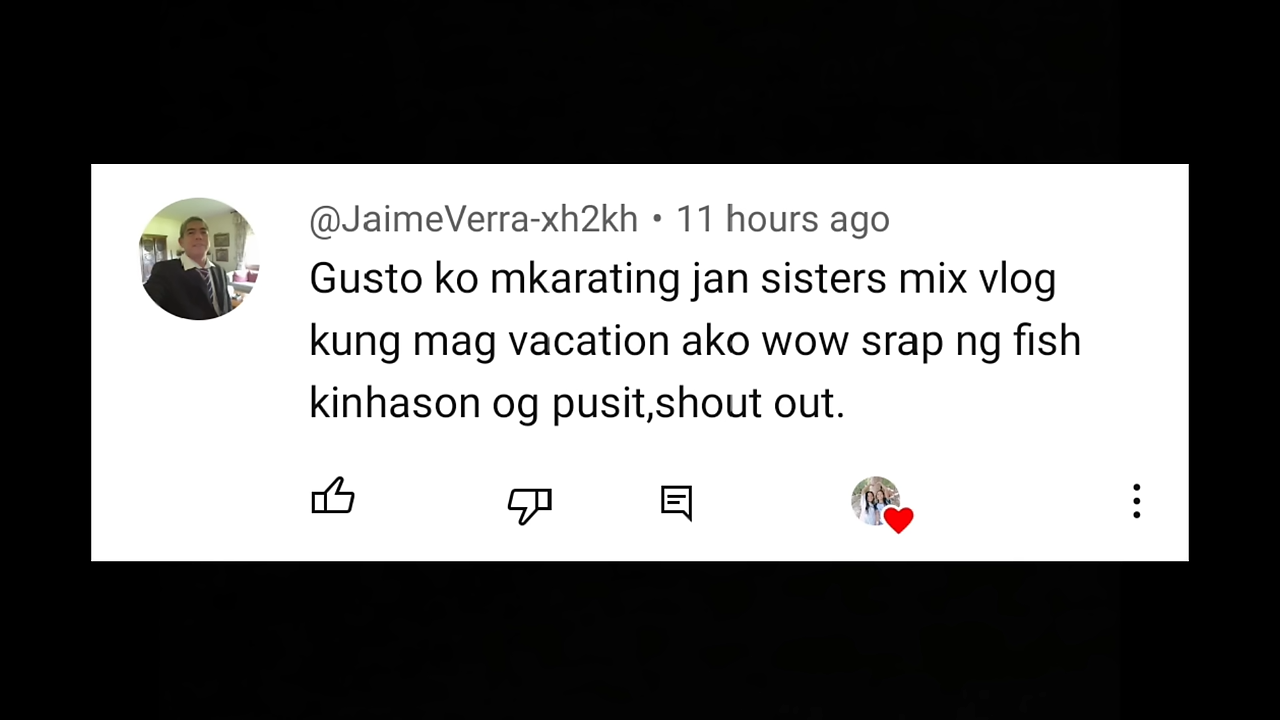 @JaimeVerra-xh2kh • 11 hours ago
Gusto ko mkarating jan sisters mix vlog
kung mag vacation ako wow srap ng fish
kinhason og pusit,shout out.